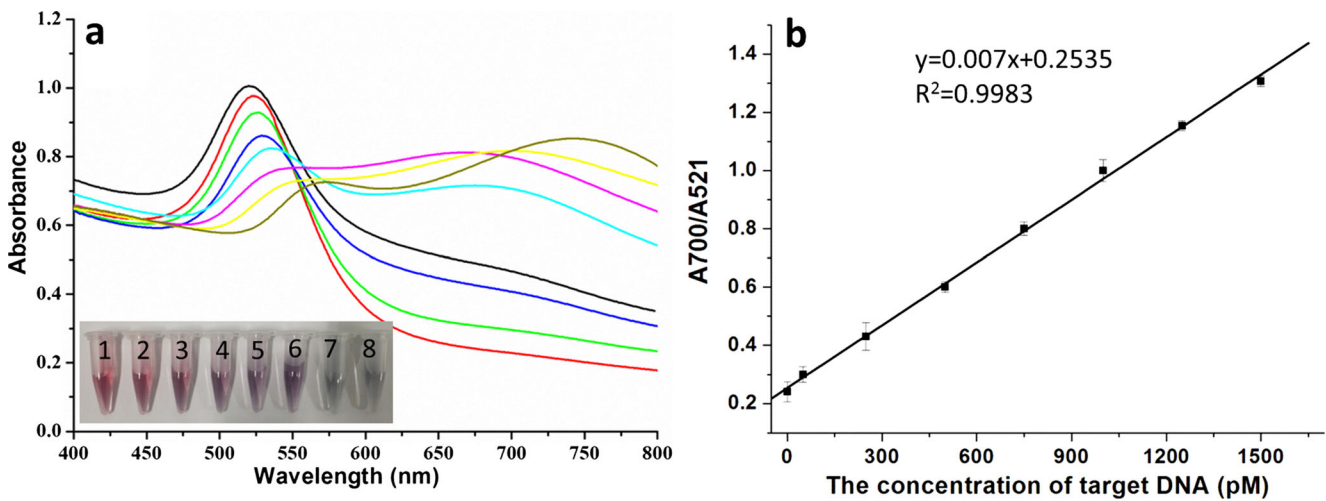 a
1.2
1.0
0.8
0.6
0.4
0.2
0.0
Absorbance
1 2 3 4 5 6 7 8
400 450 500 550 600 650 700 750 800
Wavelength (nm)
b
y=0.007x+0.2535
R²=0.9983
1.4
1.2
1.0
0.8
0.6
0.4
0.2
A700/A521
0 300 600 900 1200 1500
The concentration of target DNA (pM)